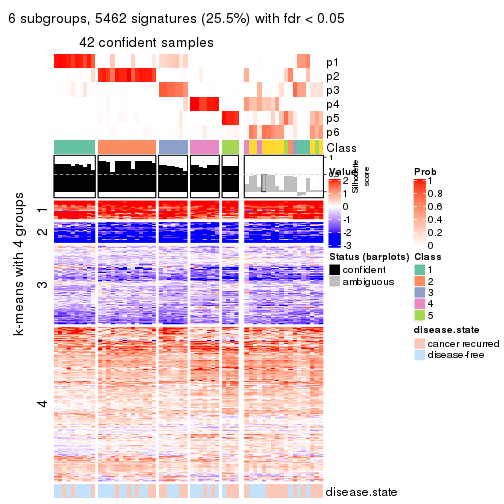 6 subgroups, 5462 signatures (25.5%) with fdr < 0.05
42 confident samples
p1
p2
p3
p4
p5
p6
Class
1
Silhouette
score
k-means with 4 groups
1
2
3
4
Value
2
1
0
-1
-2
-3
Status (barplots)
confident
ambiguous
Prob
1
0.8
0.6
0.4
0.2
0
Class
1
2
3
4
5
disease.state
cancer recurred
disease-free
disease.state